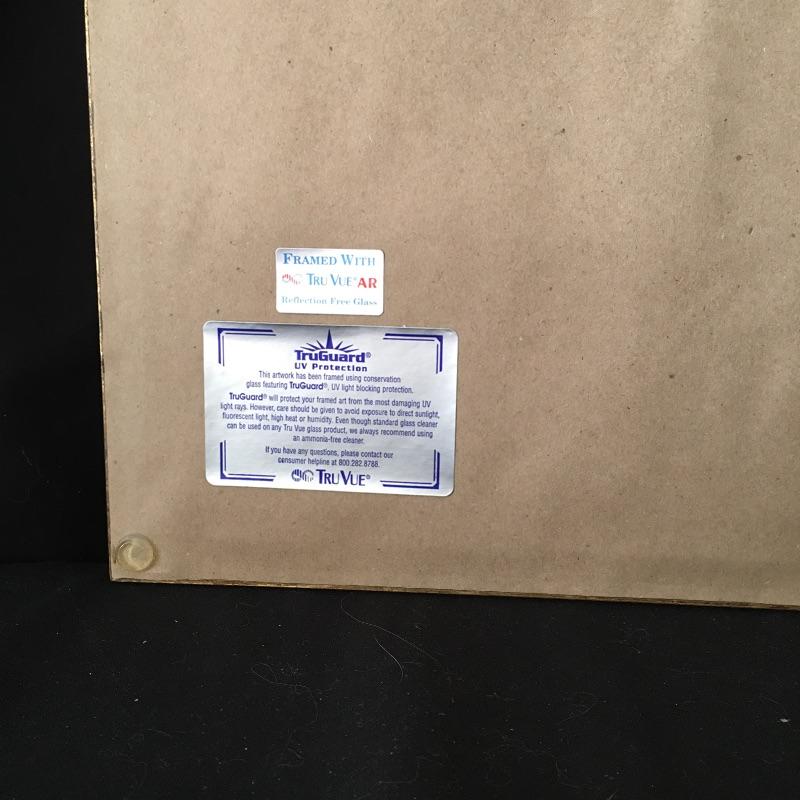 FRAMED WITH
TRU VUE® AR
Reflection Free Glass
TruGuard®
UV Protection
This artwork has been framed using conservation
glass featuring TruGuard®, UV light blocking protection.
TruGuard® will protect your framed art from the most damaging UV
light rays. However, care should be given to avoid exposure to direct sunlight,
fluorescent light, high heat or humidity. Even though standard glass cleaner
can be used on any Tru Vue glass product, we always recommend using
an ammonia-free cleaner.
If you have any questions, please contact our
consumer helpline at 800.282.8788.
TRU VUE®